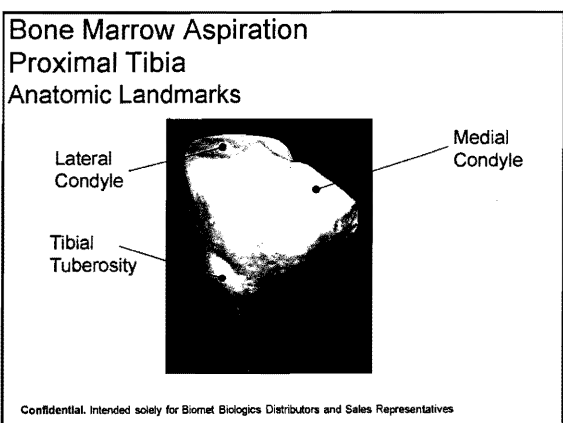 Bone Marrow Aspiration
Proximal Tibia
Anatomic Landmarks
Lateral
Condyle
Medial
Condyle
Tibial
Tuberosity
Confidential. Intended solely for Biomet Biologics Distributors and Sales Representatives